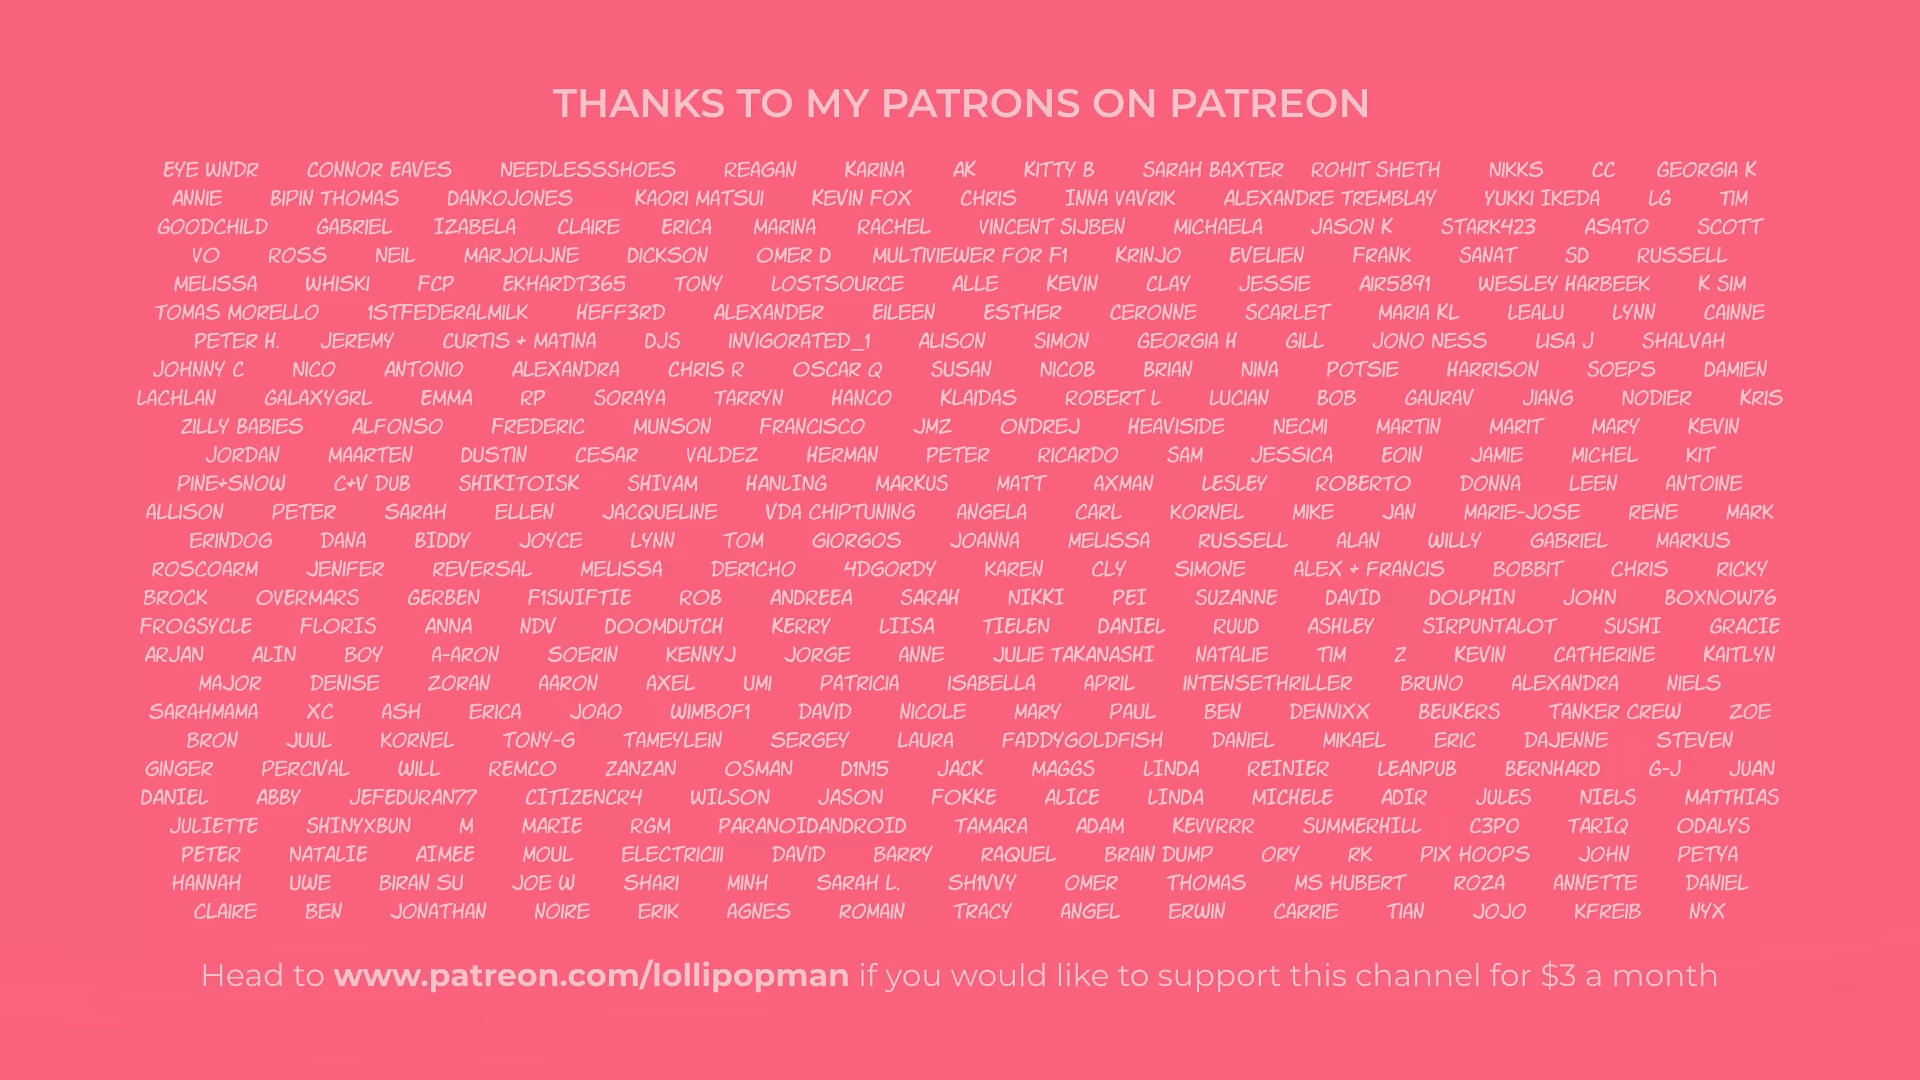 THANKS TO MY PATRONS ON PATREON
EYE WNDR CONNOR EAVES NEEDLESSSHOES REAGAN KARINA AK KITTY B SARAH BAXTER ROHIT SHETH NIKKS CC GEORGIA K
ANNIE BIPIN THOMAS DANKOJONES KAORI MATSUI KEVIN FOX CHRIS INNA VAVRIK ALEXANDRE TREMBLAY YUKKI IKEDA LG TIM
GOODCHILD GABRIEL IZABELA CLAIRE ERICA MARINA RACHEL VINCENT SIJBEN MICHAELA JASON K STARK423 ASATO SCOTT
VO ROSS NEIL MARJOLIJNE DICKSON OMER D MULTIVIEWER FOR F1 KRINJO EVELIEN FRANK SANAT SD RUSSELL
MELISSA WHISKI FCP EKHARDT365 TONY LOSTSOURCE ALLE KEVIN CLAY JESSIE AIR5891 WESLEY HARBEEK K SIM
TOMAS MORELLO 1STFEDERALMILK HEFF3RD ALEXANDER EILEEN ESTHER CERONNE SCARLET MARIA KL LEALU LYNN CAINNE
PETER H. JEREMY CURTIS + MATINA DJS INVIGORATED_1 ALISON SIMON GEORGIA H GILL JONO NESS LISA J SHALVAH
JOHNNY C NICO ANTONIO ALEXANDRA CHRIS R OSCAR Q SUSAN NICOB BRIAN NINA POTSIE HARRISON SOEPS DAMIEN
LACHLAN GALAXYGRL EMMA RP SORAYA TARRYN HANCO KLAIDAS ROBERT L LUCIAN BOB GAURAV JIANG NODIER KRIS
ZILLY BABIES ALFONSO FREDERIC MUNSON FRANCISCO JMZ ONDREJ HEAVISIDE NECMI MARTIN MARIT MARY KEVIN
JORDAN MAARTEN DUSTIN CESAR VALDEZ HERMAN PETER RICARDO SAM JESSICA EOIN JAMIE MICHEL KIT
PINE+SNOW C+V DUB SHIKITOISK SHIVAM HANLING MARKUS MATT AXMAN LESLEY ROBERTO DONNA LEEN ANTOINE
ALLISON PETER SARAH ELLEN JACQUELINE VDA CHIPTUNING ANGELA CARL KORNEL MIKE JAN MARIE-JOSE RENE MARK
ERINDOG DANA BIDDY JOYCE LYNN TOM GIORGOS JOANNA MELISSA RUSSELL ALAN WILLY GABRIEL MARKUS
ROSCOARM JENIFER REVERSAL MELISSA DER1CHO 4DGORDY KAREN CLY SIMONE ALEX + FRANCIS BOBBIT CHRIS RICKY
BROCK OVERMARS GERBEN F1SWIFTIE ROB ANDREEA SARAH NIKKI PEI SUZANNE DAVID DOLPHIN JOHN BOXNOW76
FROGSYCLE FLORIS ANNA NDV DOOMDUTCH KERRY LIISA TIELEN DANIEL RUUD ASHLEY SIRPUNTALOT SUSHI GRACIE
ARJAN ALIN BOY A-ARON SOERIN KENNYJ JORGE ANNE JULIE TAKANASHI NATALIE TIM Z KEVIN CATHERINE KAITLYN
MAJOR DENISE ZORAN AARON AXEL UMI PATRICIA ISABELLA APRIL INTENSETHRILLER BRUNO ALEXANDRA NIELS
SARAHMAMA XC ASH ERICA JOAO WIMBOF1 DAVID NICOLE MARY PAUL BEN DENNIXX BEUKERS TANKER CREW ZOE
BRON JUUL KORNEL TONY-G TAMEYLEIN SERGEY LAURA FADDYGOLDFISH DANIEL MIKAEL ERIC DAJENNE STEVEN
GINGER PERCIVAL WILL REMCO ZANZAN OSMAN D1N15 JACK MAGGS LINDA REINIER LEANPUB BERNHARD G-J JUAN
DANIEL ABBY JEFEDURAN77 CITIZENCR4 WILSON JASON FOKKE ALICE LINDA MICHELE ADIR JULES NIELS MATTHIAS
JULIETTE SHINYXBUN M MARIE RGM PARANOIDANDROID TAMARA ADAM KEVVRRR SUMMERHILL C3PO TARIQ ODALYS
PETER NATALIE AIMEE MOUL ELECTRICIII DAVID BARRY RAQUEL BRAIN DUMP ORY RK PIX HOOPS JOHN PETYA
HANNAH UWE BIRAN SU JOE W SHARI MINH SARAH L. SH1VVY OMER THOMAS MS HUBERT ROZA ANNETTE DANIEL
CLAIRE BEN JONATHAN NOIRE ERIK AGNES ROMAIN TRACY ANGEL ERWIN CARRIE TIAN JOJO KFREIB NYX
Head to www.patreon.com/lollipopman if you would like to support this channel for $3 a month